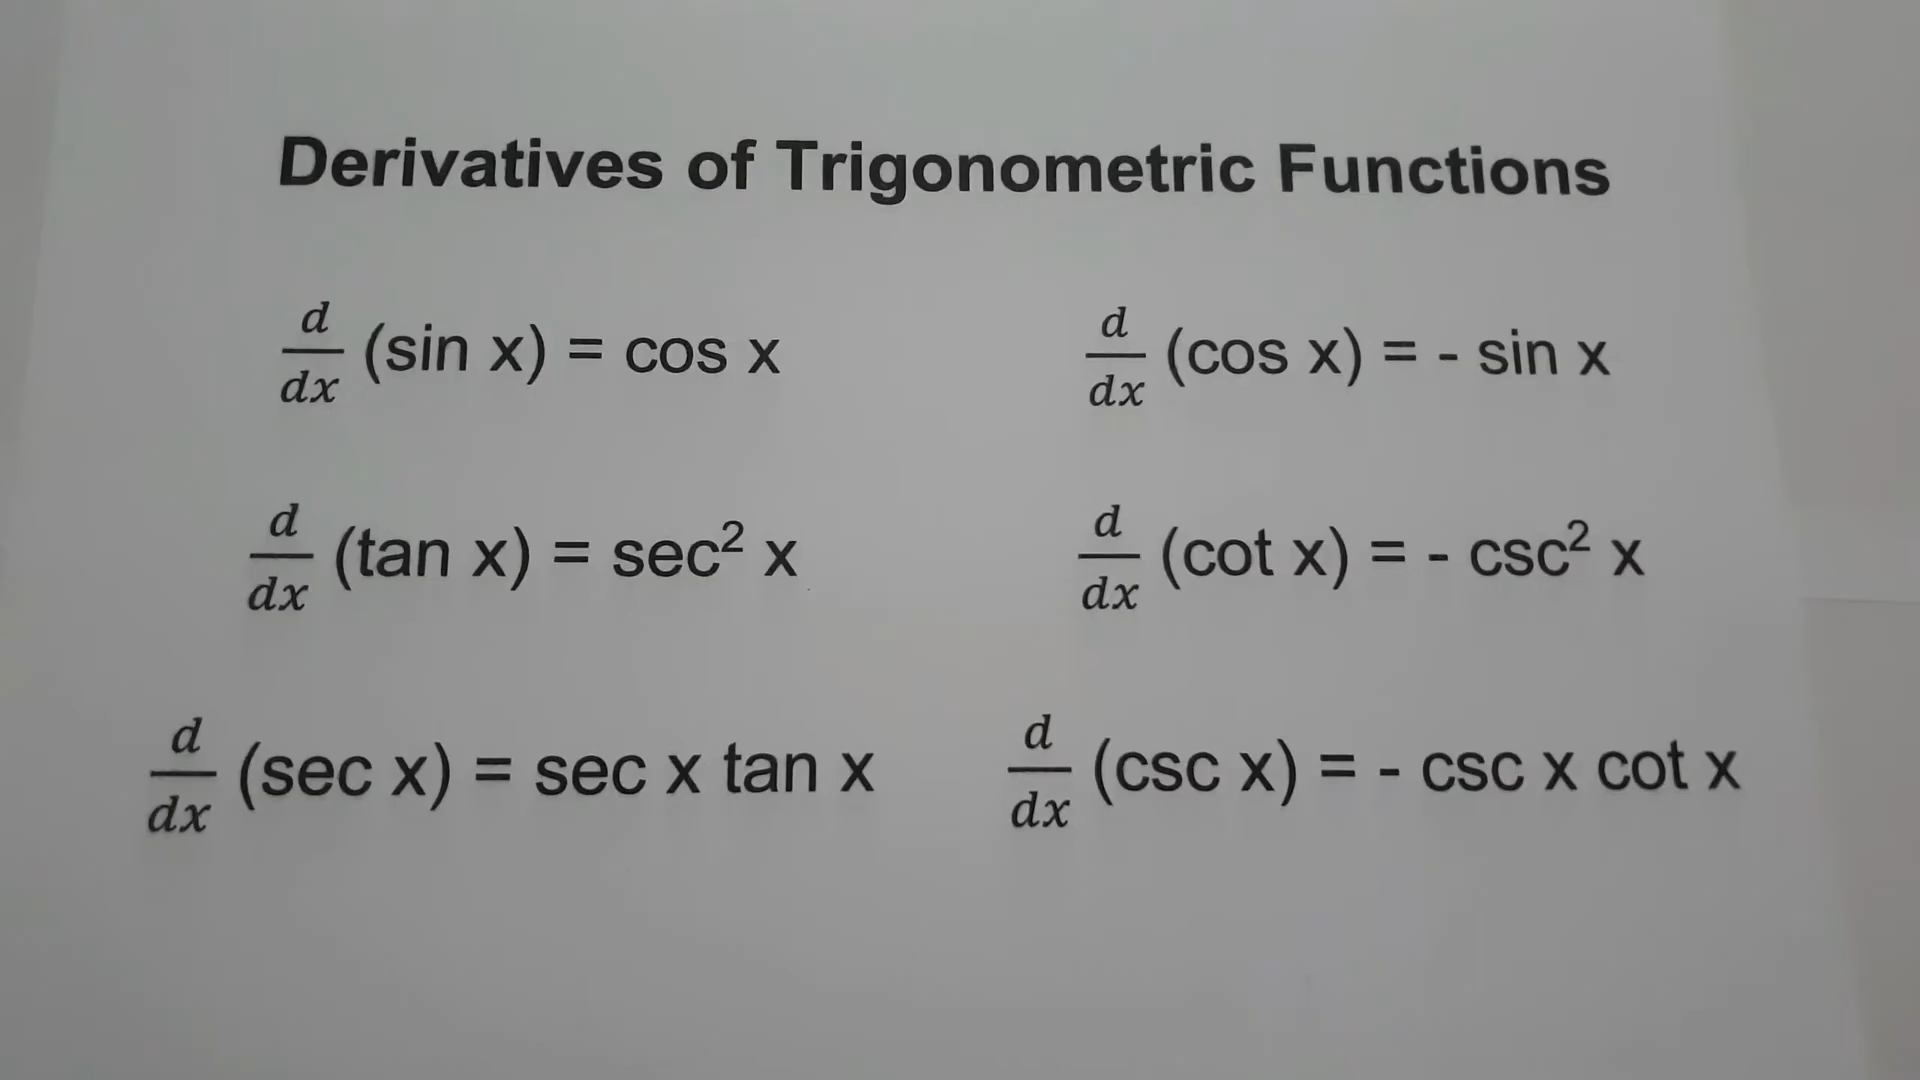 Derivatives of Trigonometric Functions
d/dx (sin x) = cos x
d/dx (cos x) = - sin x
d/dx (tan x) = sec² x
d/dx (cot x) = - csc² x
d/dx (sec x) = sec x tan x
d/dx (csc x) = - csc x cot x